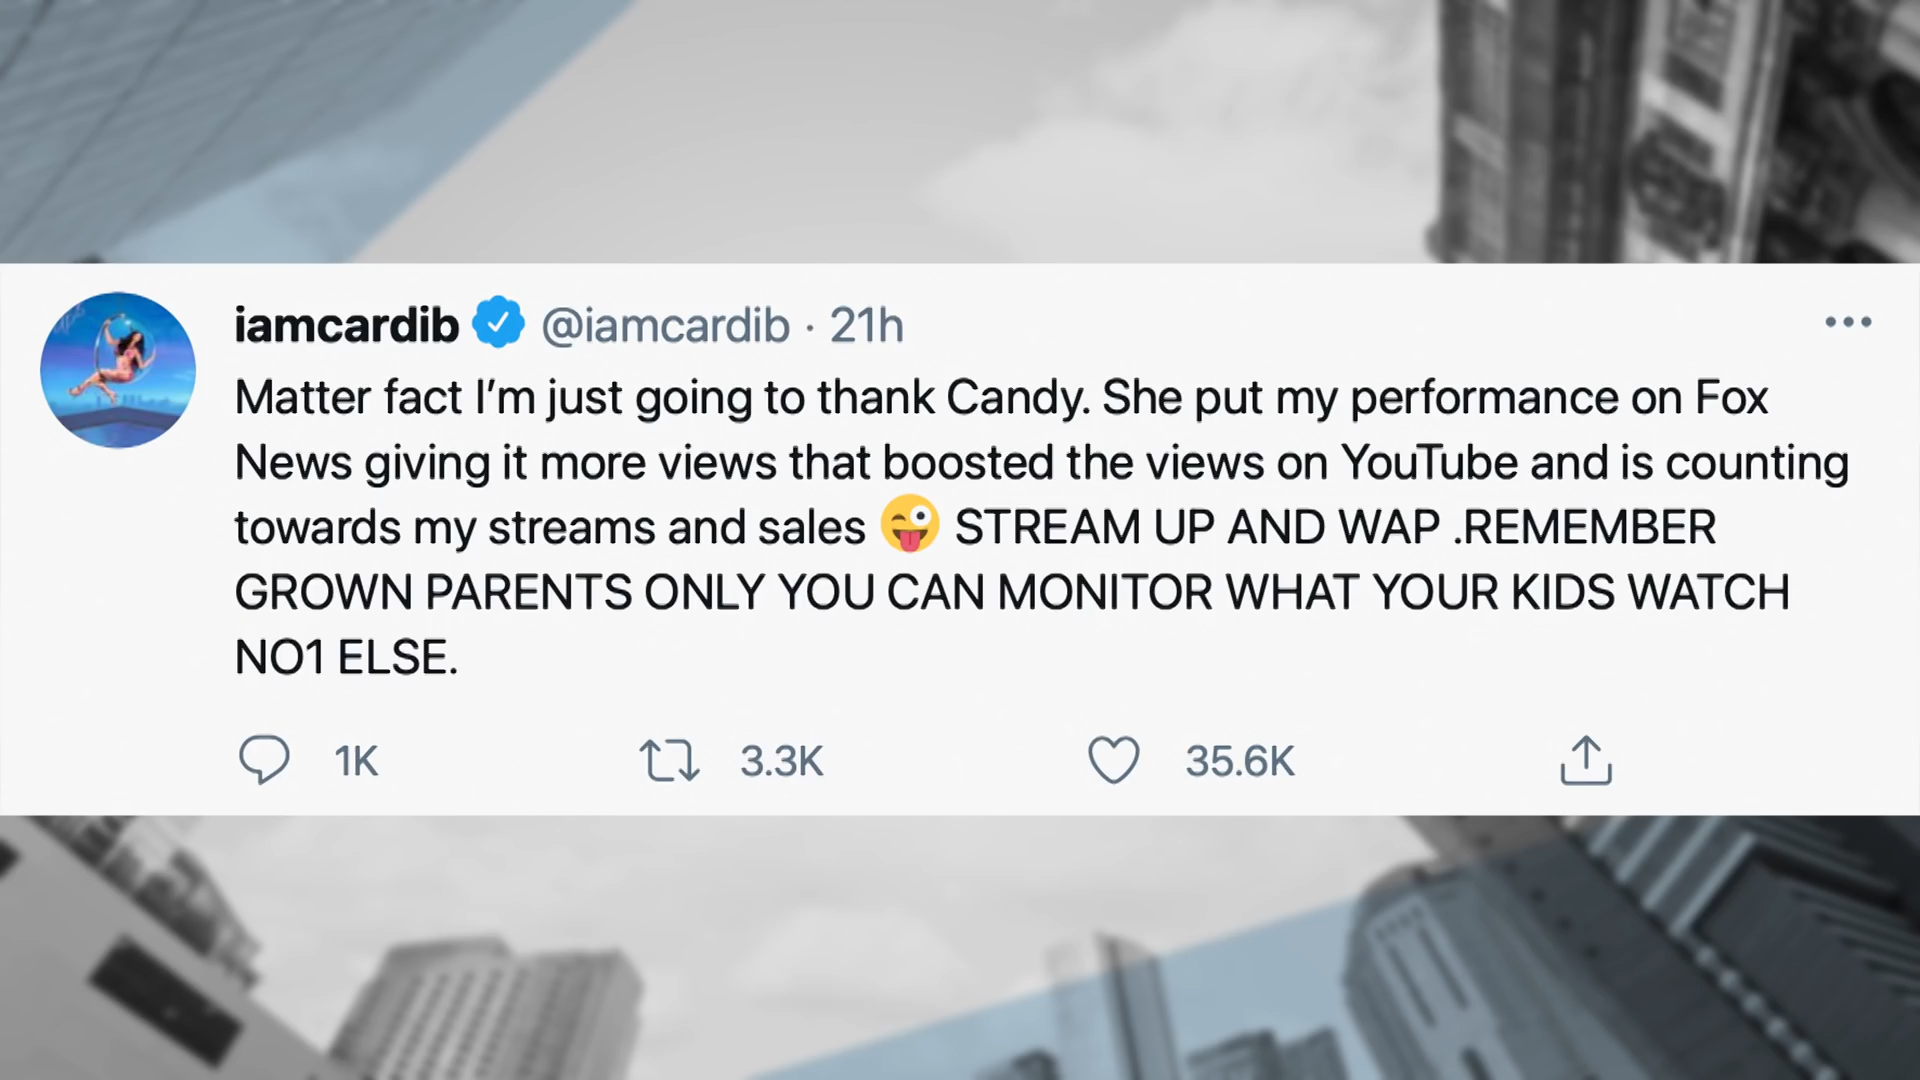 iamcardib @iamcardib · 21h
Matter fact I’m just going to thank Candy. She put my performance on Fox
News giving it more views that boosted the views on YouTube and is counting
towards my streams and sales 😜 STREAM UP AND WAP .REMEMBER
GROWN PARENTS ONLY YOU CAN MONITOR WHAT YOUR KIDS WATCH
NO1 ELSE.
1K 3.3K 35.6K